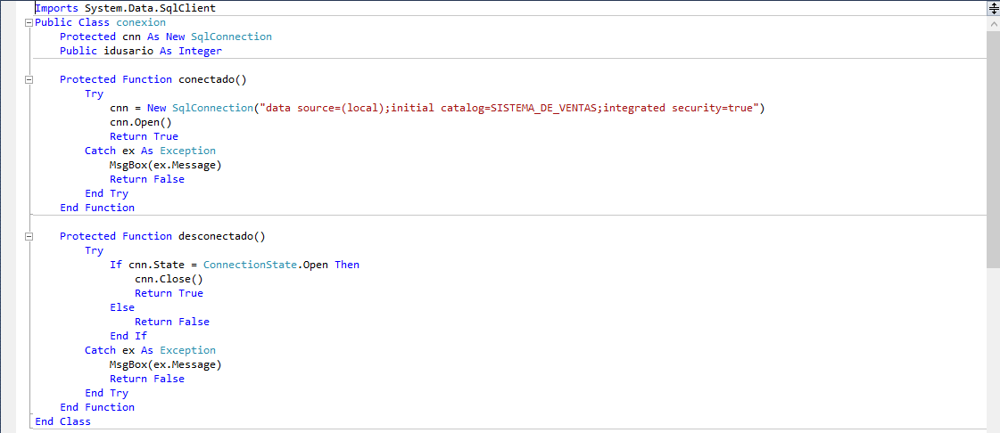 Imports System.Data.SqlClient
Public Class conexion
    Protected cnn As New SqlConnection
    Public idusario As Integer

    Protected Function conectado()
        Try
            cnn = New SqlConnection("data source=(local);initial catalog=SISTEMA_DE_VENTAS;integrated security=true")
            cnn.Open()
            Return True
        Catch ex As Exception
            MsgBox(ex.Message)
            Return False
        End Try
    End Function

    Protected Function desconectado()
        Try
            If cnn.State = ConnectionState.Open Then
                cnn.Close()
                Return True
            Else
                Return False
            End If
        Catch ex As Exception
            MsgBox(ex.Message)
            Return False
        End Try
    End Function
End Class